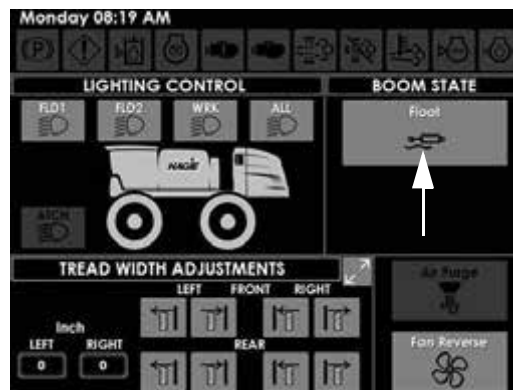 Monday 08:19 AM
(P)
LIGHTING CONTROL
BOOM STATE
FLD1 FLD2 WRK ALL
Float
HAGIE
ATCH
TREAD WIDTH ADJUSTMENTS
LEFT FRONT RIGHT
Inch
LEFT RIGHT
REAR
0 0
Air Purge
Fan Reverse